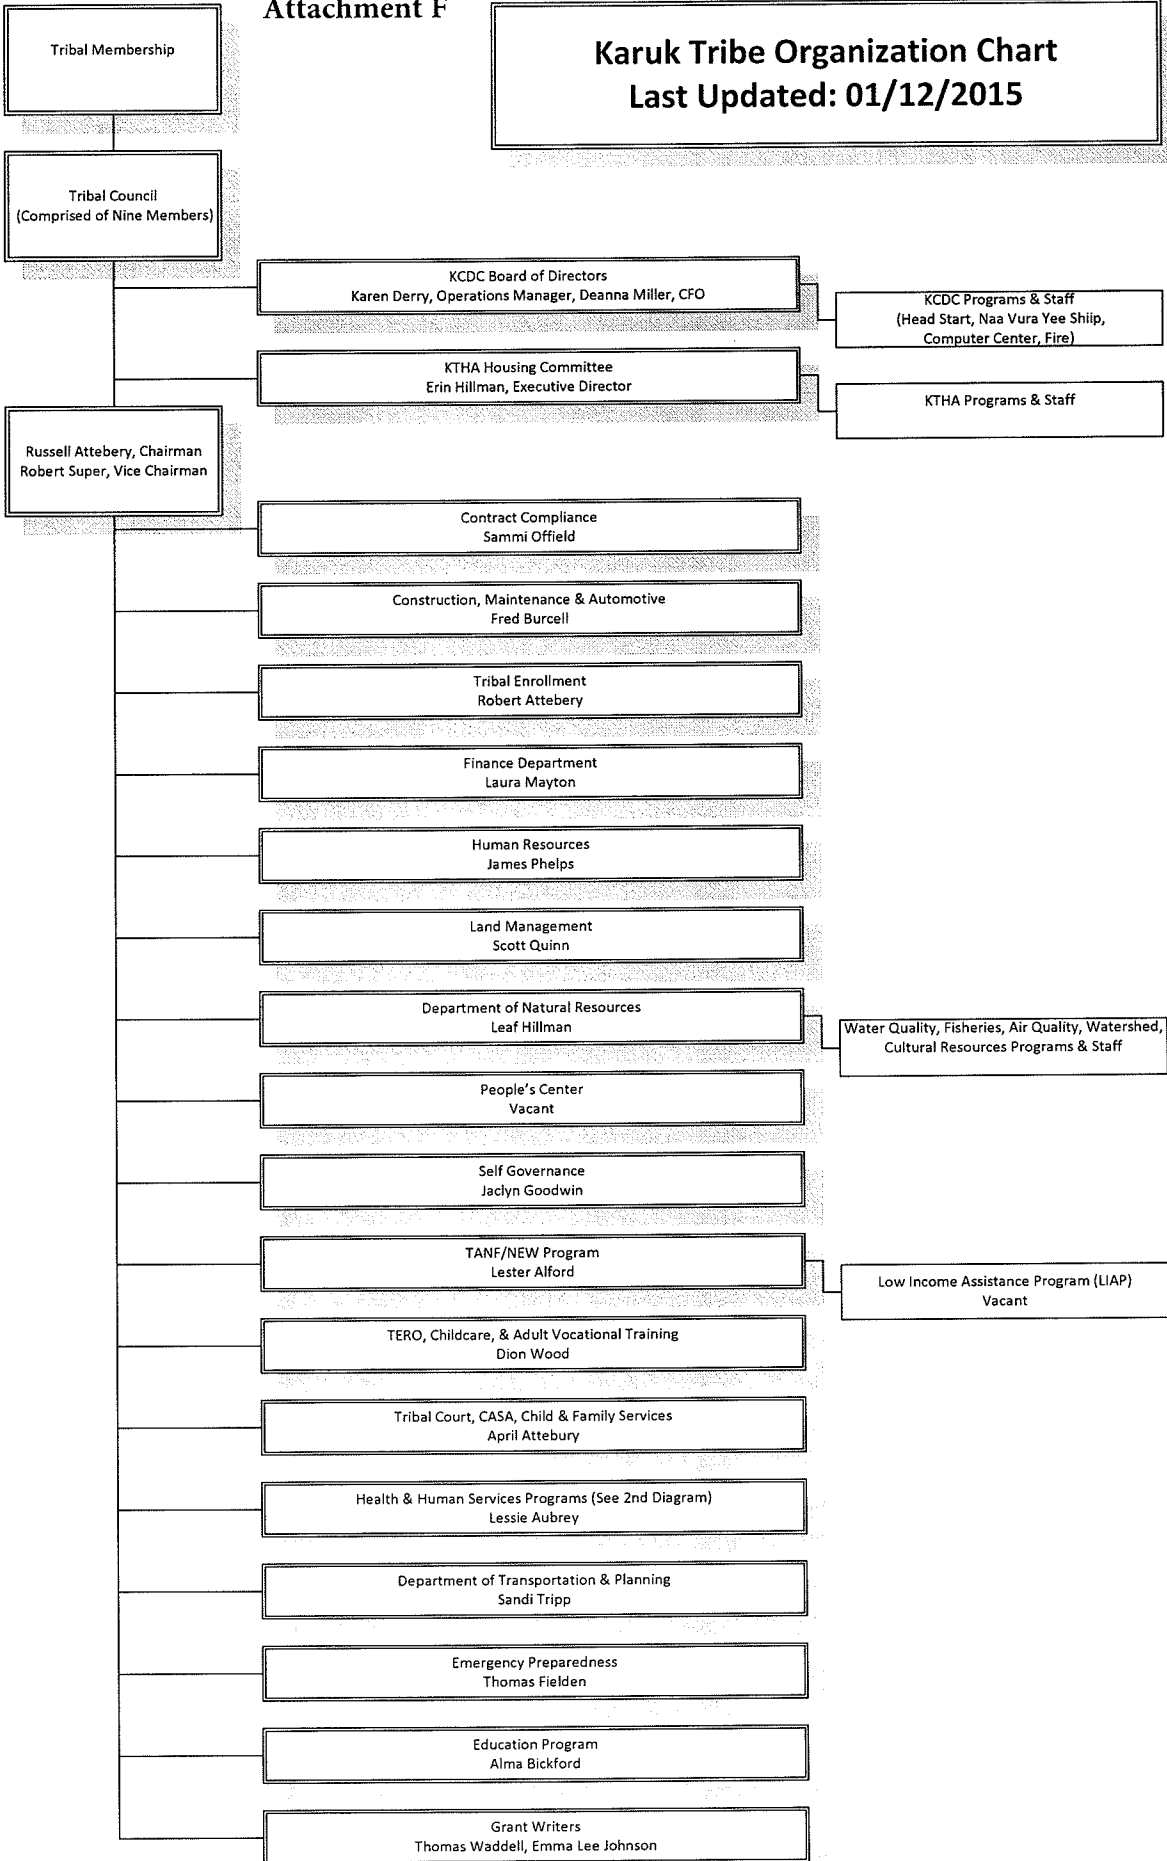 Attachment F
Karuk Tribe Organization Chart
Last Updated: 01/12/2015
Tribal Membership
Tribal Council
(Comprised of Nine Members)
KCDC Board of Directors
Karen Derry, Operations Manager, Deanna Miller, CFO
KCDC Programs & Staff
(Head Start, Naa Vura Yee Shiip,
Computer Center, Fire)
KTHA Housing Committee
Erin Hillman, Executive Director
KTHA Programs & Staff
Russell Attebery, Chairman
Robert Super, Vice Chairman
Contract Compliance
Sammi Offield
Construction, Maintenance & Automotive
Fred Burcell
Tribal Enrollment
Robert Attebery
Finance Department
Laura Mayton
Human Resources
James Phelps
Land Management
Scott Quinn
Department of Natural Resources
Leaf Hillman
Water Quality, Fisheries, Air Quality, Watershed,
Cultural Resources Programs & Staff
People's Center
Vacant
Self Governance
Jaclyn Goodwin
TANF/NEW Program
Lester Alford
Low Income Assistance Program (LIAP)
Vacant
TERO, Childcare, & Adult Vocational Training
Dion Wood
Tribal Court, CASA, Child & Family Services
April Attebury
Health & Human Services Programs (See 2nd Diagram)
Lessie Aubrey
Department of Transportation & Planning
Sandi Tripp
Emergency Preparedness
Thomas Fielden
Education Program
Alma Bickford
Grant Writers
Thomas Waddell, Emma Lee Johnson